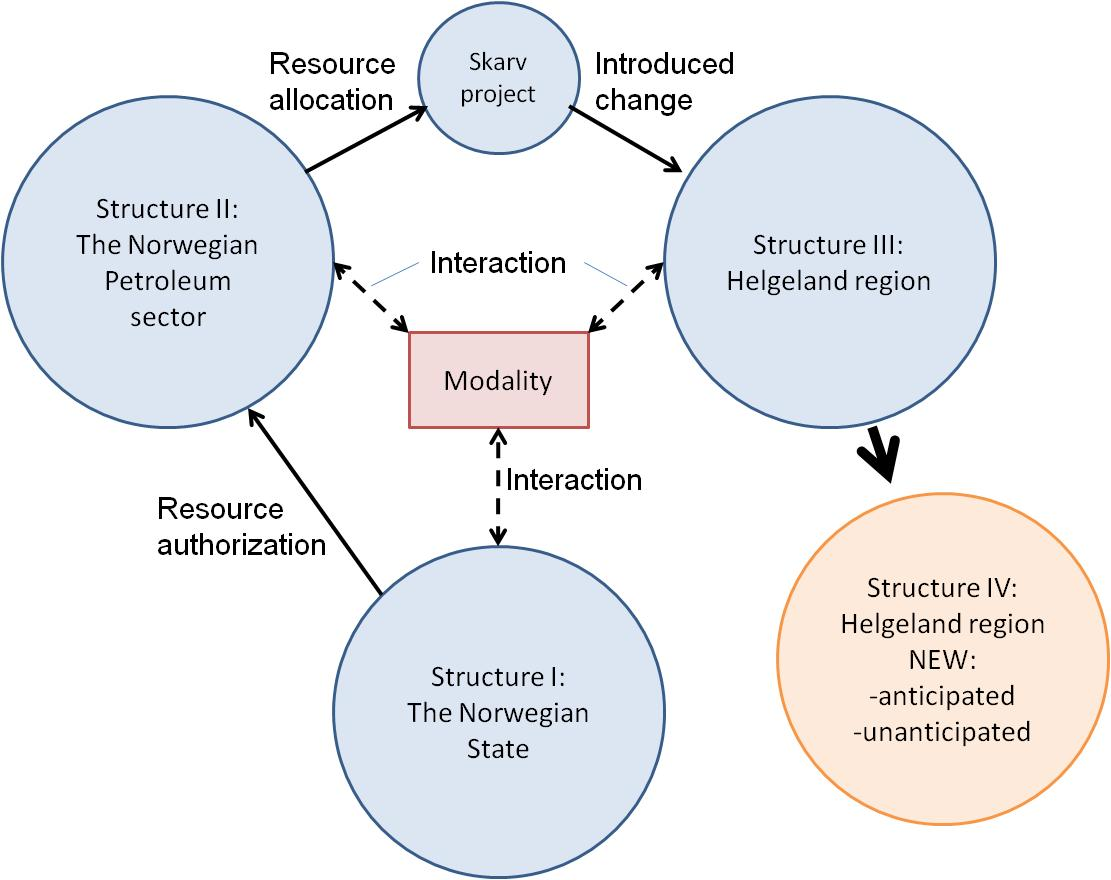 Resource
allocation
Skarv
project
Introduced
change
Structure II:
The Norwegian
Petroleum
sector
Interaction
Structure III:
Helgeland region
Modality
Interaction
Resource
authorization
Structure I:
The Norwegian
State
Structure IV:
Helgeland region
NEW:
-anticipated
-unanticipated